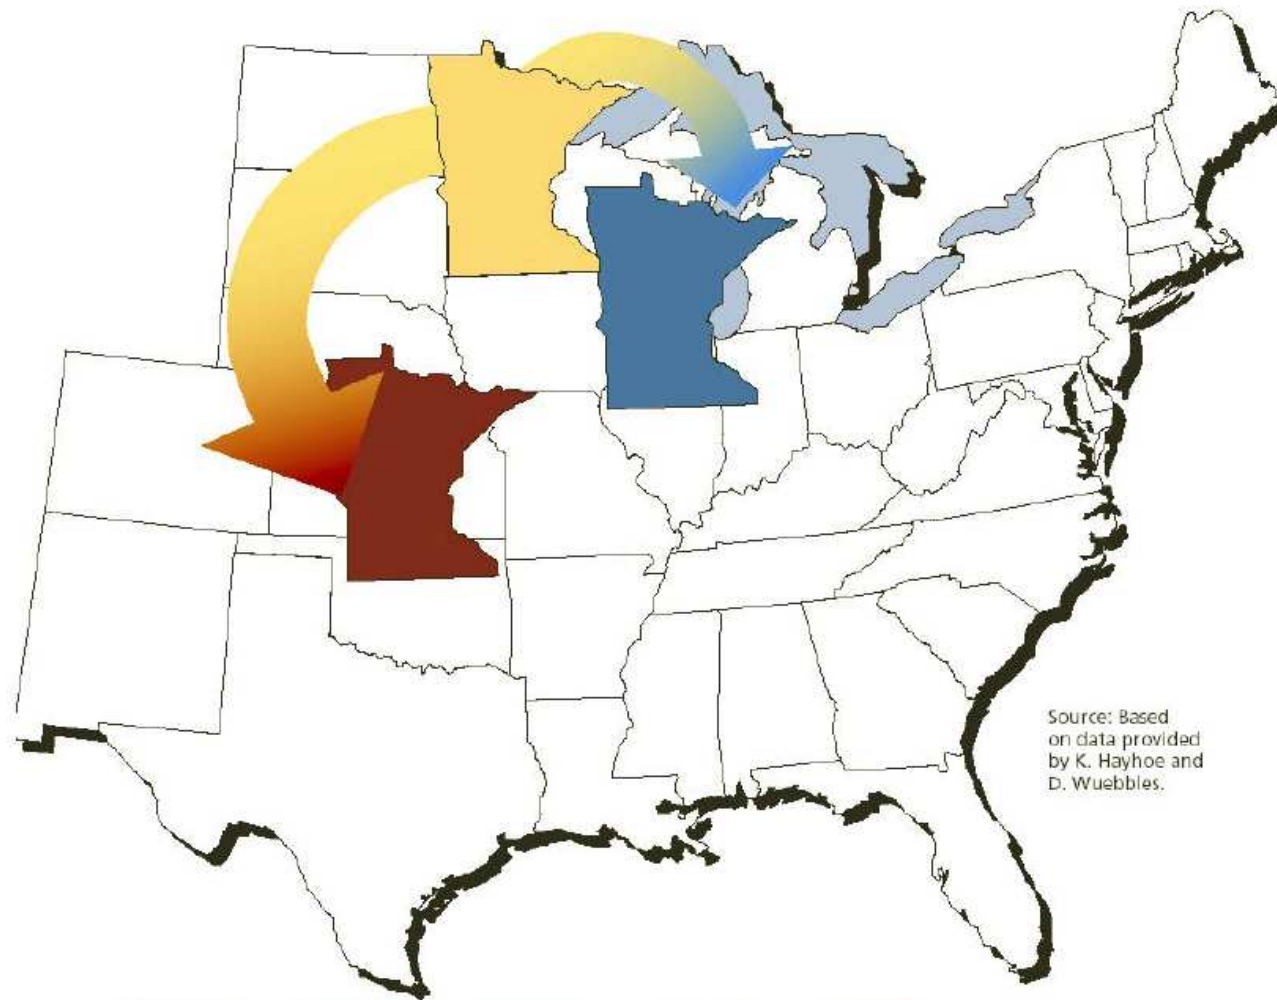 Source: Based
on data provided
by K. Hayhoe and
D. Wuebbles.